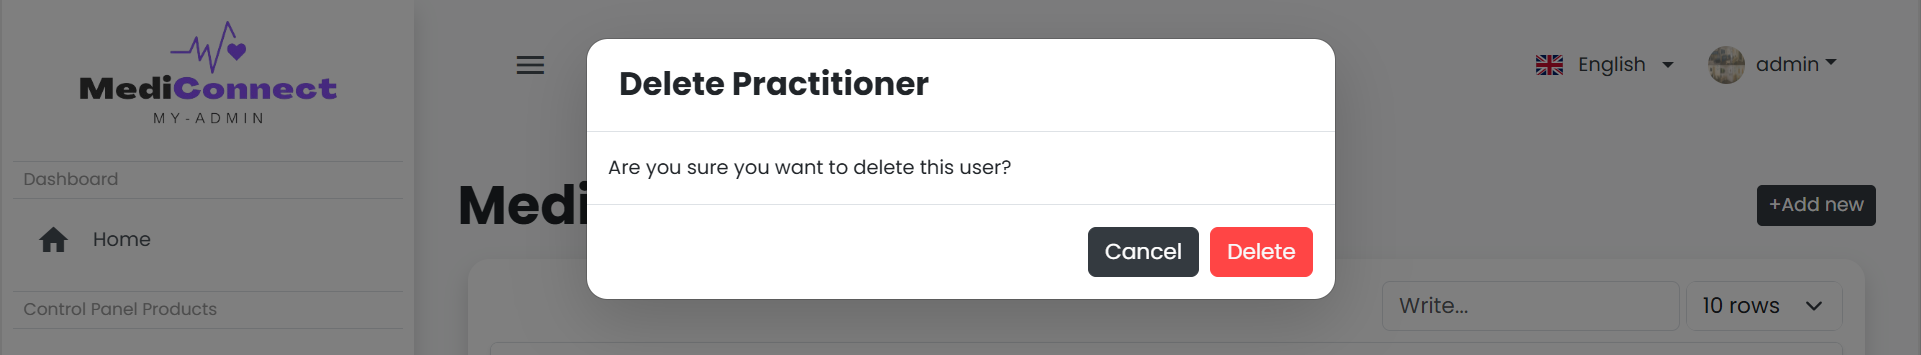 MediConnect
MY-ADMIN
Dashboard
Home
Control Panel Products
English
admin
Delete Practitioner
Are you sure you want to delete this user?
Cancel
Delete
Medi
+Add new
Write...
10 rows